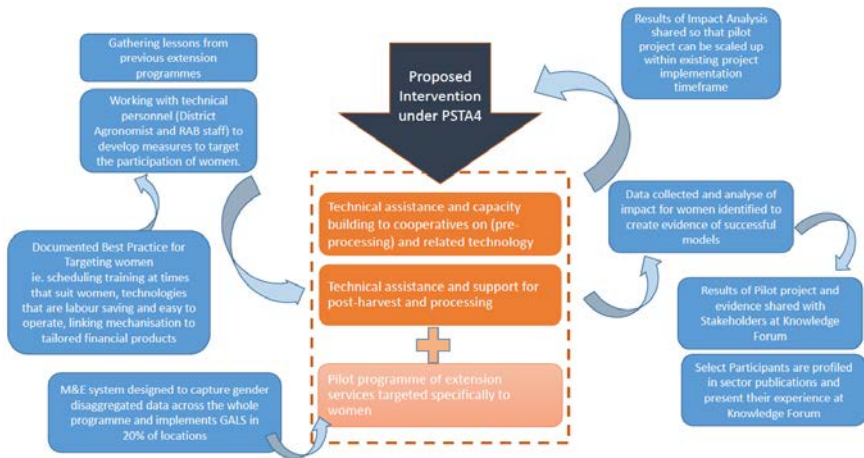 Gathering lessons from
previous extension
programmes
Working with technical
personnel (District
Agronomist and RAB staff) to
develop measures to target
the participation of women.
Documented Best Practice for
Targeting women
ie. scheduling training at times
that suit women, technologies
that are labour saving and easy to
operate, linking mechanisation to
tailored financial products
M&E system designed to capture gender
disaggregated data across the whole
programme and implements GALS in
20% of locations
Proposed
Intervention
under PSTA4
Technical assistance and capacity
building to cooperatives on (pre-
processing) and related technology
Technical assistance and support for
post-harvest and processing
Pilot programme of extension
services targeted specifically to
women
Results of Impact Analysis
shared so that pilot
project can be scaled up
within existing project
implementation
timeframe
Data collected and analyse of
impact for women identified to
create evidence of successful
models
Results of Pilot project and
evidence shared with
Stakeholders at Knowledge
Forum
Select Participants are profiled
in sector publications and
present their experience at
Knowledge Forum